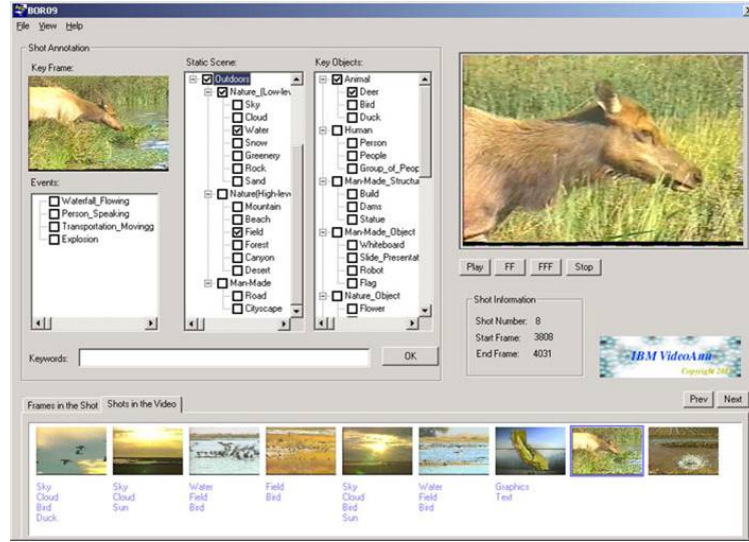 BOR09
File View Help
Shot Annotation
Key Frame:
Static Scene:
Key Objects:
Outdoors
Nature_(Low-lev
Sky
Cloud
Water
Snow
Greenery
Rock
Sand
Nature(High-lev
Mountain
Beach
Field
Forest
Canyon
Desert
Man-Made
Road
Cityscape
Animal
Deer
Bird
Duck
Human
Person
People
Group_of_Peop
Man-Made_Structu
Build
Dams
Statue
Man-Made_Object
Whiteboard
Slide_Presentat
Robot
Flag
Nature_Object
Flower
Events:
Waterfall_Flowing
Person_Speaking
Transportation_Movingg
Explosion
Keywords:
OK
Play FF FFF Stop
Shot Information
Shot Number: 8
Start Frame: 3808
End Frame: 4031
IBM VideoAnn
Copyright
Prev Next
Frames in the Shot Shots in the Video
Sky
Cloud
Bird
Duck
Sky
Cloud
Sun
Water
Field
Bird
Field
Bird
Sky
Cloud
Bird
Sun
Water
Field
Bird
Graphics
Text